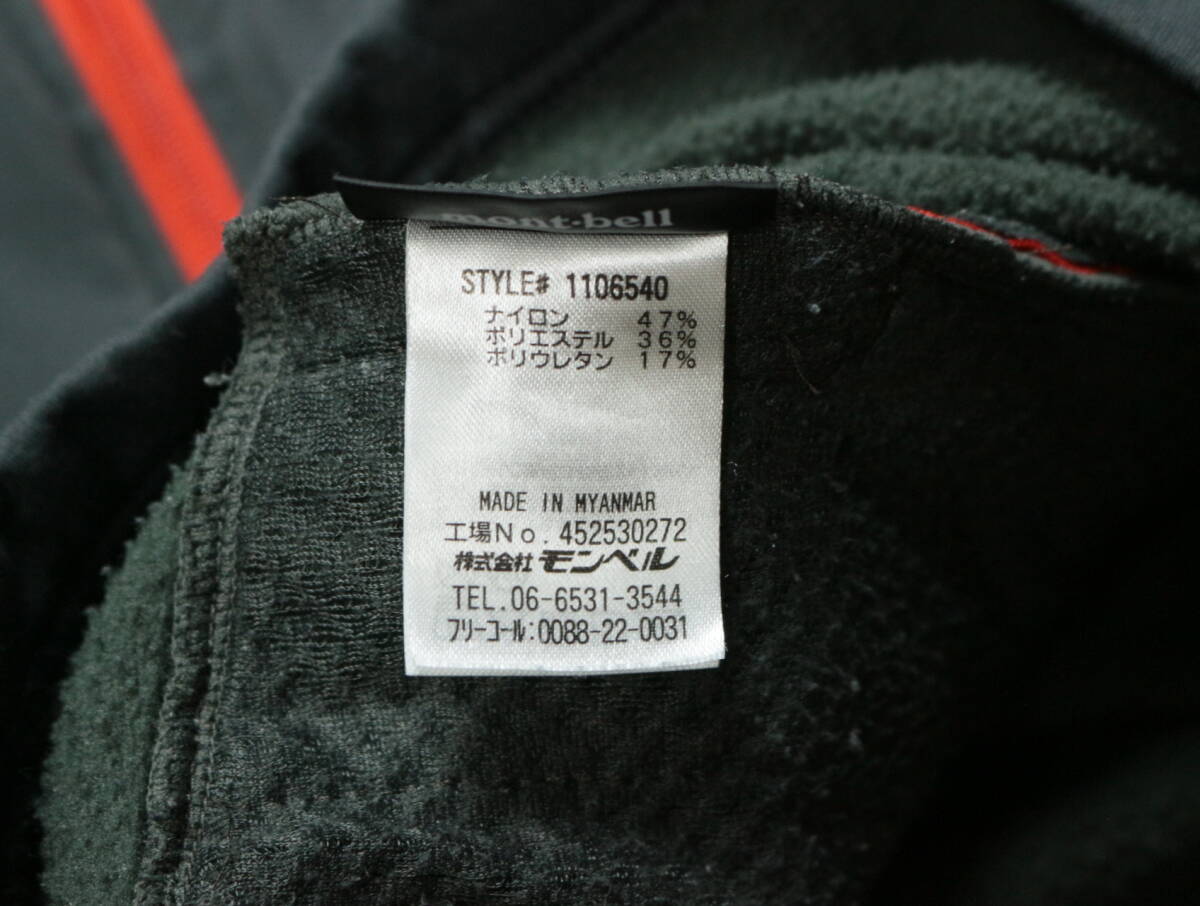 mont-bell
STYLE# 1106540
ナイロン 47%
ポリエステル 36%
ポリウレタン 17%
MADE IN MYANMAR
工場No. 452530272
株式会社 モンベル
TEL.06-6531-3544
フリーコール:0088-22-0031